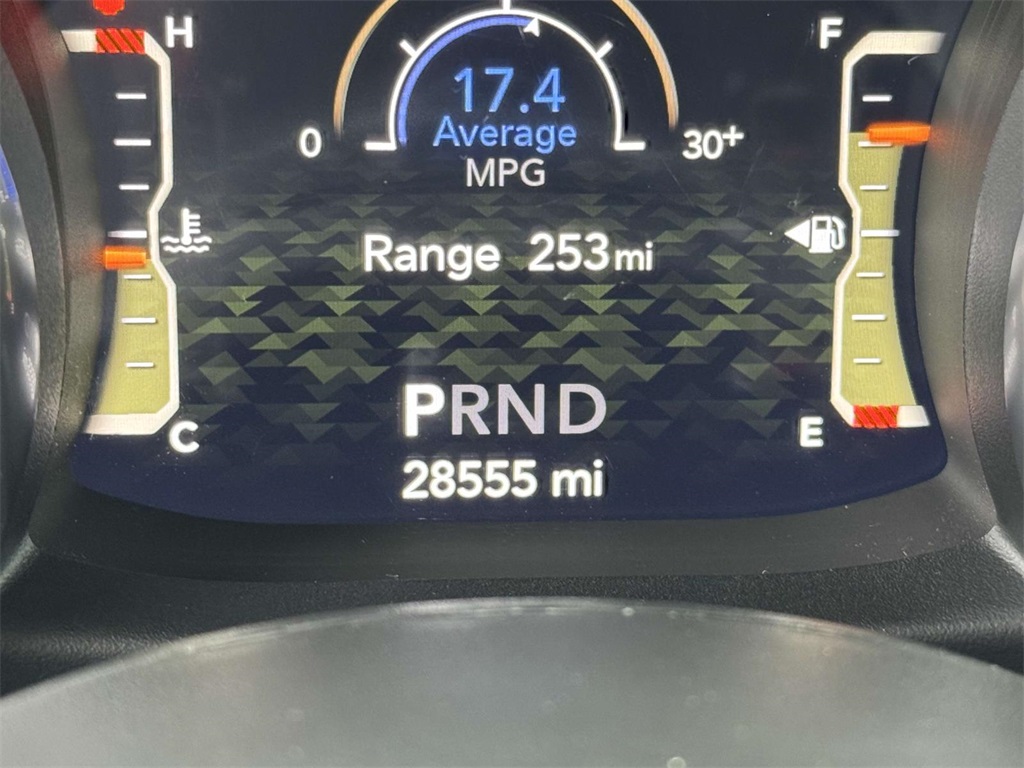 H
F
17.4
Average
MPG
0
30+
Range 253 mi
PRND
C
E
28555 mi